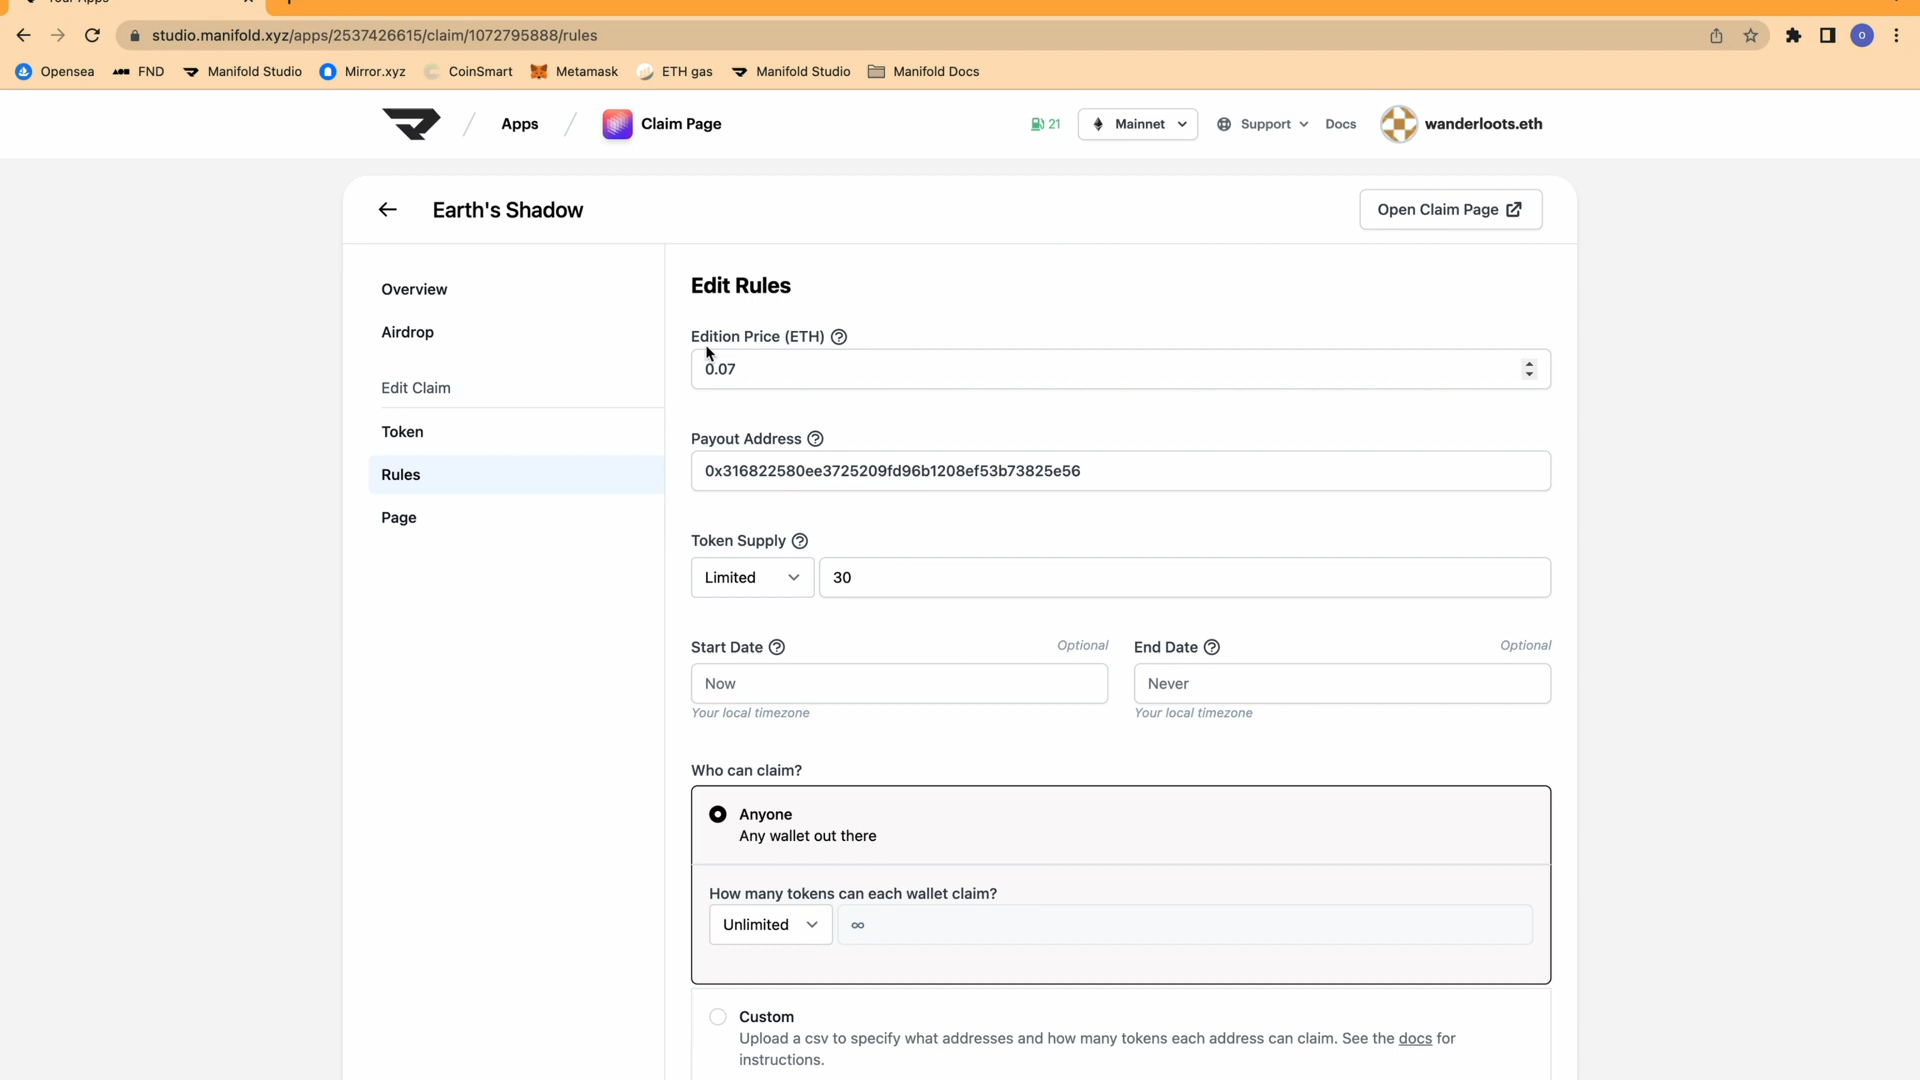 Your Apps
studio.manifold.xyz/apps/2537426615/claim/1072795888/rules
Opensea FND Manifold Studio Mirror.xyz CoinSmart Metamask ETH gas Manifold Studio Manifold Docs
Apps Claim Page 21 Mainnet Support Docs wanderloots.eth
Earth's Shadow Open Claim Page
Overview
Airdrop
Edit Claim
Token
Rules
Page
Edit Rules
Edition Price (ETH)
0.07
Payout Address
0x316822580ee3725209fd96b1208ef53b73825e56
Token Supply
Limited 30
Start Date Optional End Date Optional
Now Never
Your local timezone Your local timezone
Who can claim?
Anyone
Any wallet out there
How many tokens can each wallet claim?
Unlimited ∞
Custom
Upload a csv to specify what addresses and how many tokens each address can claim. See the docs for
instructions.